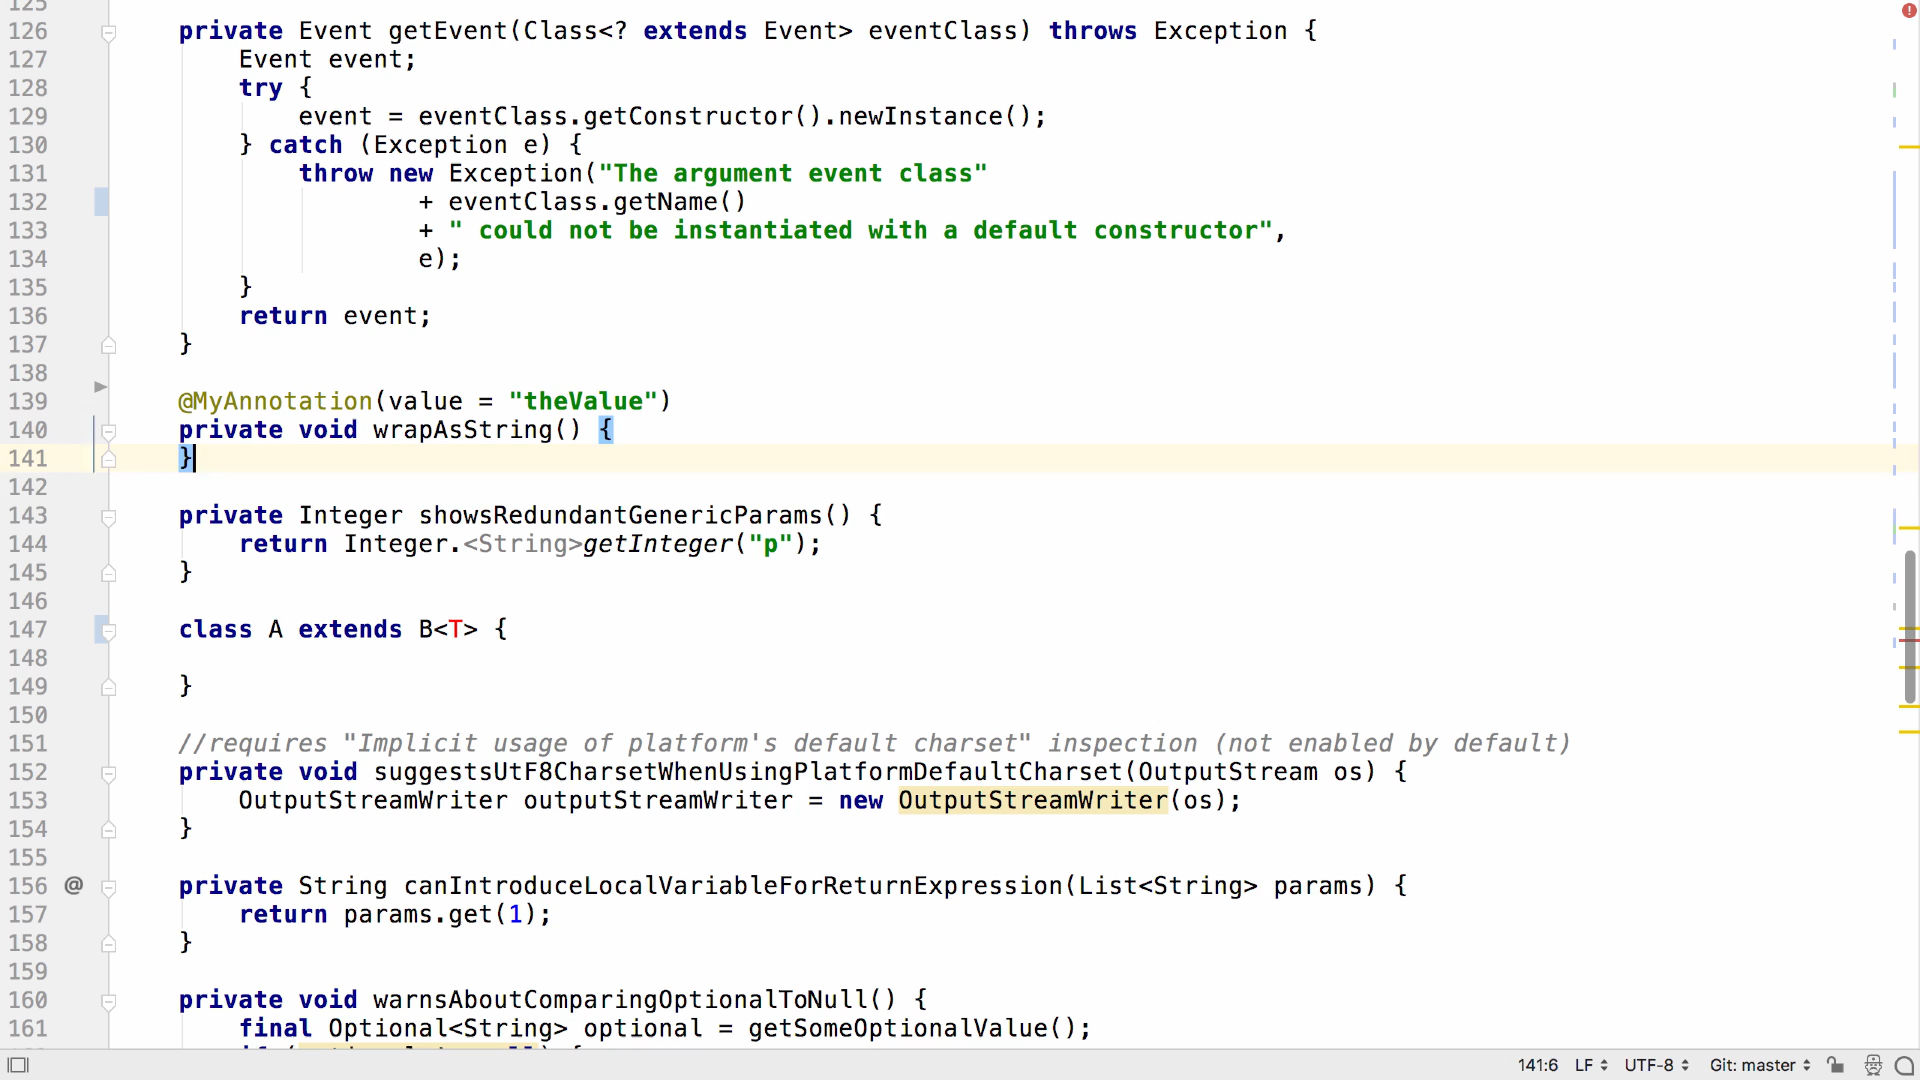 125
126 private Event getEvent(Class<? extends Event> eventClass) throws Exception {
127 Event event;
128 try {
129 event = eventClass.getConstructor().newInstance();
130 } catch (Exception e) {
131 throw new Exception("The argument event class"
132 + eventClass.getName()
133 + " could not be instantiated with a default constructor",
134 e);
135 }
136 return event;
137 }
138
139 @MyAnnotation(value = "theValue")
140 private void wrapAsString() {
141 }
142
143 private Integer showsRedundantGenericParams() {
144 return Integer.<String>getInteger("p");
145 }
146
147 class A extends B<T> {
148
149 }
150
151 //requires "Implicit usage of platform's default charset" inspection (not enabled by default)
152 private void suggestsUtF8CharsetWhenUsingPlatformDefaultCharset(OutputStream os) {
153 OutputStreamWriter outputStreamWriter = new OutputStreamWriter(os);
154 }
155
156 @ private String canIntroduceLocalVariableForReturnExpression(List<String> params) {
157 return params.get(1);
158 }
159
160 private void warnsAboutComparingOptionalToNull() {
161 final Optional<String> optional = getSomeOptionalValue();
141:6 LF UTF-8 Git: master